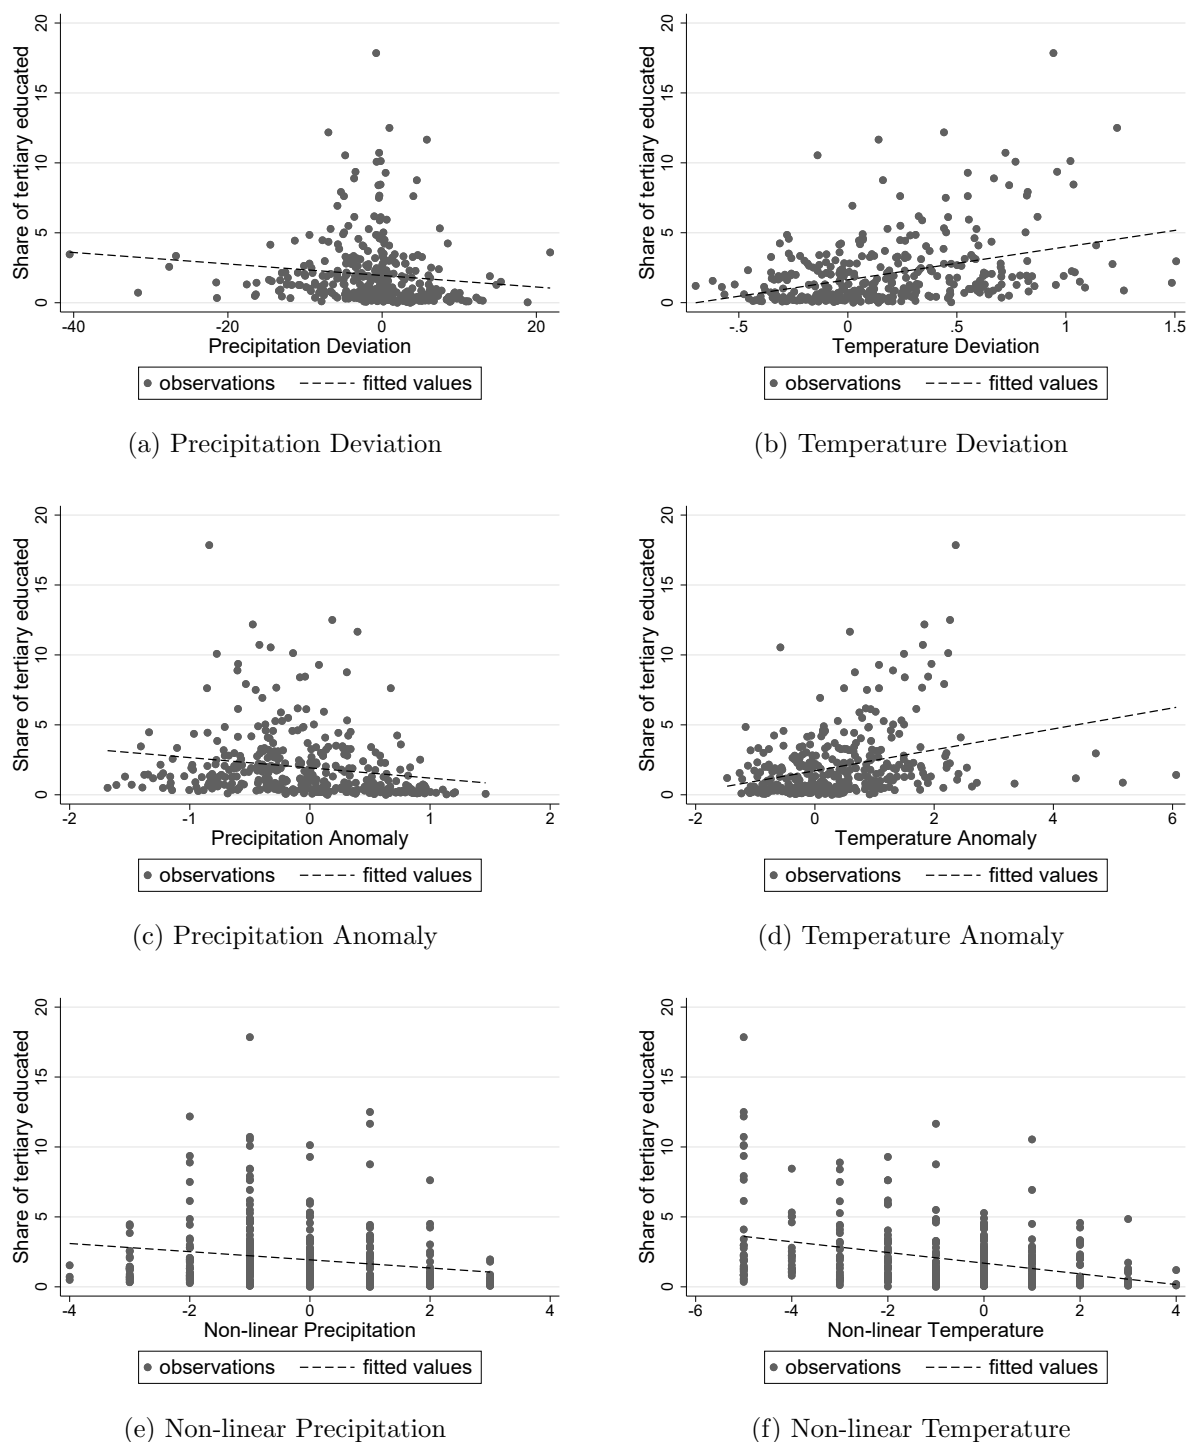 Share of tertiary educated
20
15
10
5
0
-40 -20 0 20
Precipitation Deviation
observations fitted values
(a) Precipitation Deviation
Share of tertiary educated
20
15
10
5
0
-.5 0 .5 1 1.5
Temperature Deviation
observations fitted values
(b) Temperature Deviation
Share of tertiary educated
20
15
10
5
0
-2 -1 0 1 2
Precipitation Anomaly
observations fitted values
(c) Precipitation Anomaly
Share of tertiary educated
20
15
10
5
0
-2 0 2 4 6
Temperature Anomaly
observations fitted values
(d) Temperature Anomaly
Share of tertiary educated
20
15
10
5
0
-4 -2 0 2 4
Non-linear Precipitation
observations fitted values
(e) Non-linear Precipitation
Share of tertiary educated
20
15
10
5
0
-6 -4 -2 0 2 4
Non-linear Temperature
observations fitted values
(f) Non-linear Temperature